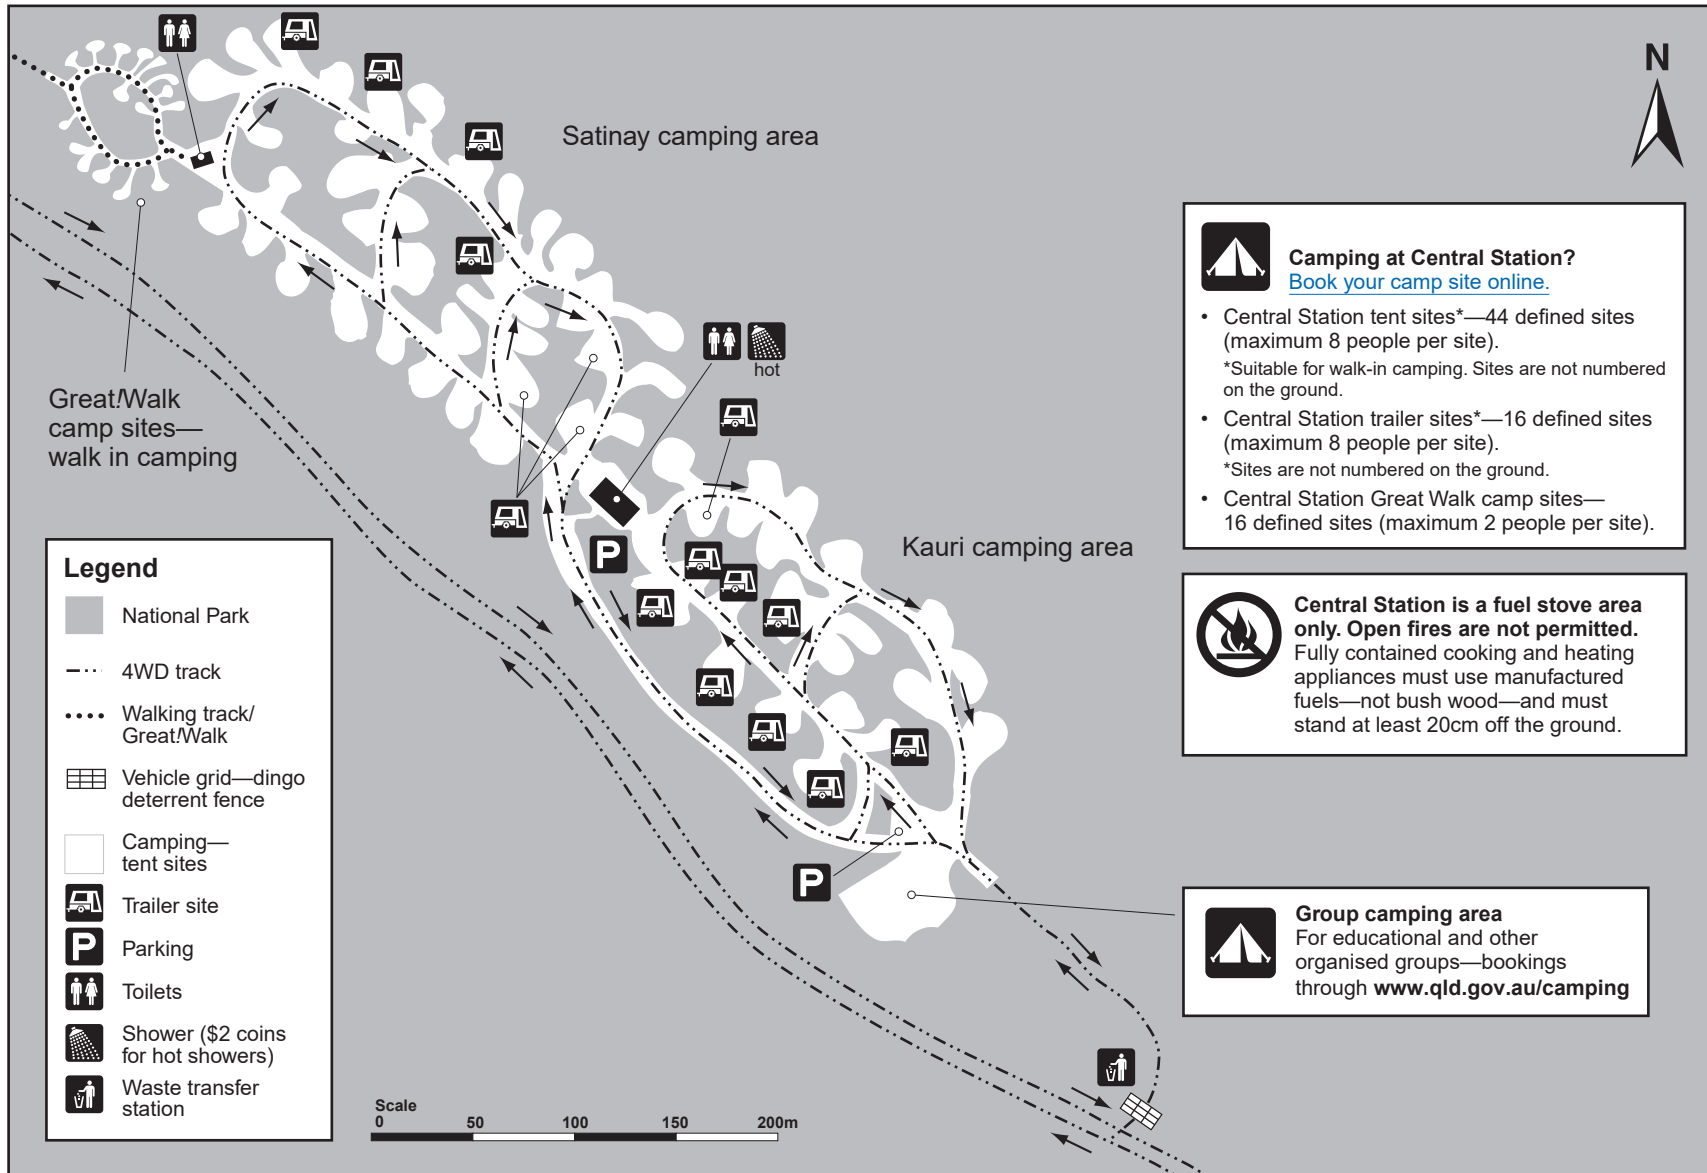 Satinay camping area
N
Great!Walk
camp sites—
walk in camping
hot
P
Kauri camping area
P
Camping at Central Station?
Book your camp site online.
• Central Station tent sites*—44 defined sites
(maximum 8 people per site).
*Suitable for walk-in camping. Sites are not numbered
on the ground.
• Central Station trailer sites*—16 defined sites
(maximum 8 people per site).
*Sites are not numbered on the ground.
• Central Station Great Walk camp sites—
16 defined sites (maximum 2 people per site).
Central Station is a fuel stove area
only. Open fires are not permitted.
Fully contained cooking and heating
appliances must use manufactured
fuels—not bush wood—and must
stand at least 20cm off the ground.
Group camping area
For educational and other
organised groups—bookings
through www.qld.gov.au/camping
Legend
National Park
4WD track
Walking track/
Great!Walk
Vehicle grid—dingo
deterrent fence
Camping—
tent sites
Trailer site
P Parking
Toilets
Shower ($2 coins
for hot showers)
Waste transfer
station
Scale
0 50 100 150 200m